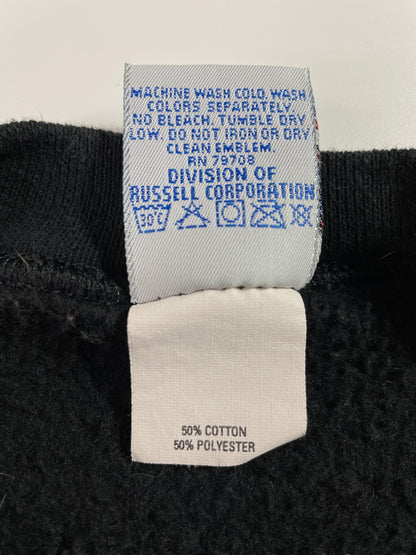 MACHINE WASH COLD, WASH
COLORS SEPARATELY.
NO BLEACH. TUMBLE DRY
LOW. DO NOT IRON OR DRY
CLEAN EMBLEM.
RN 79708
DIVISION OF
RUSSELL CORPORATION
30°C
50% COTTON
50% POLYESTER